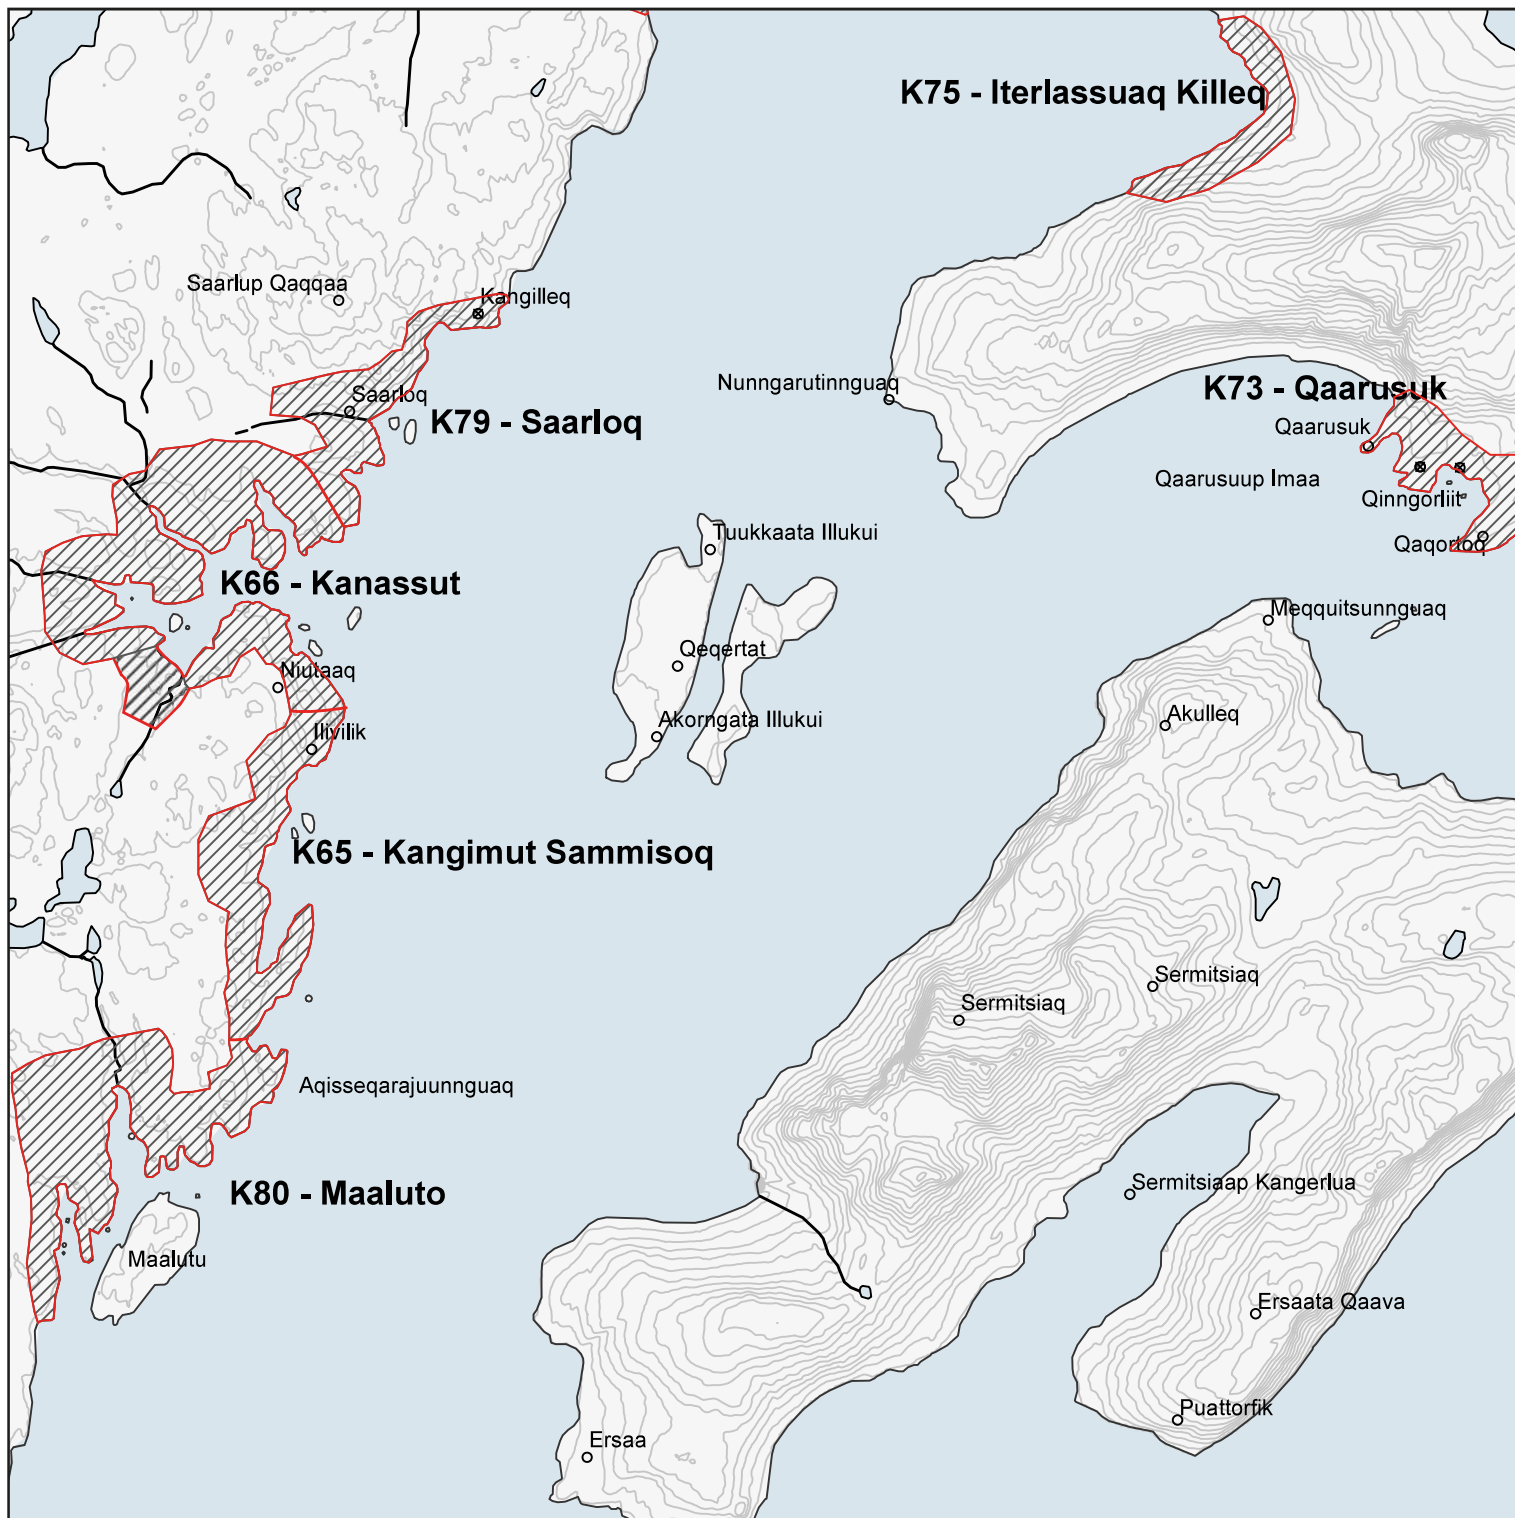 K75 - Iterlassuaq Killeq
Saarlup Qaqqaa
Kangilleq
Nunngarutinnguaq
K73 - Qaarusuk
Saarloq
K79 - Saarloq
Qaarusuk
Qaarusuup Imaa
Qinngorliit
Tuukkaata Illukui
Qaqortoq
K66 - Kanassut
Meqquitsunnguaq
Qeqertat
Niutaaq
Akorngata Illukui
Akulleq
Ilivilik
K65 - Kangimut Sammisoq
Sermitsiaq
Sermitsiaq
Aqisseqarajuunnguaq
K80 - Maaluto
Sermitsiaap Kangerlua
Maalutu
Ersaata Qaava
Puattorfik
Ersaa